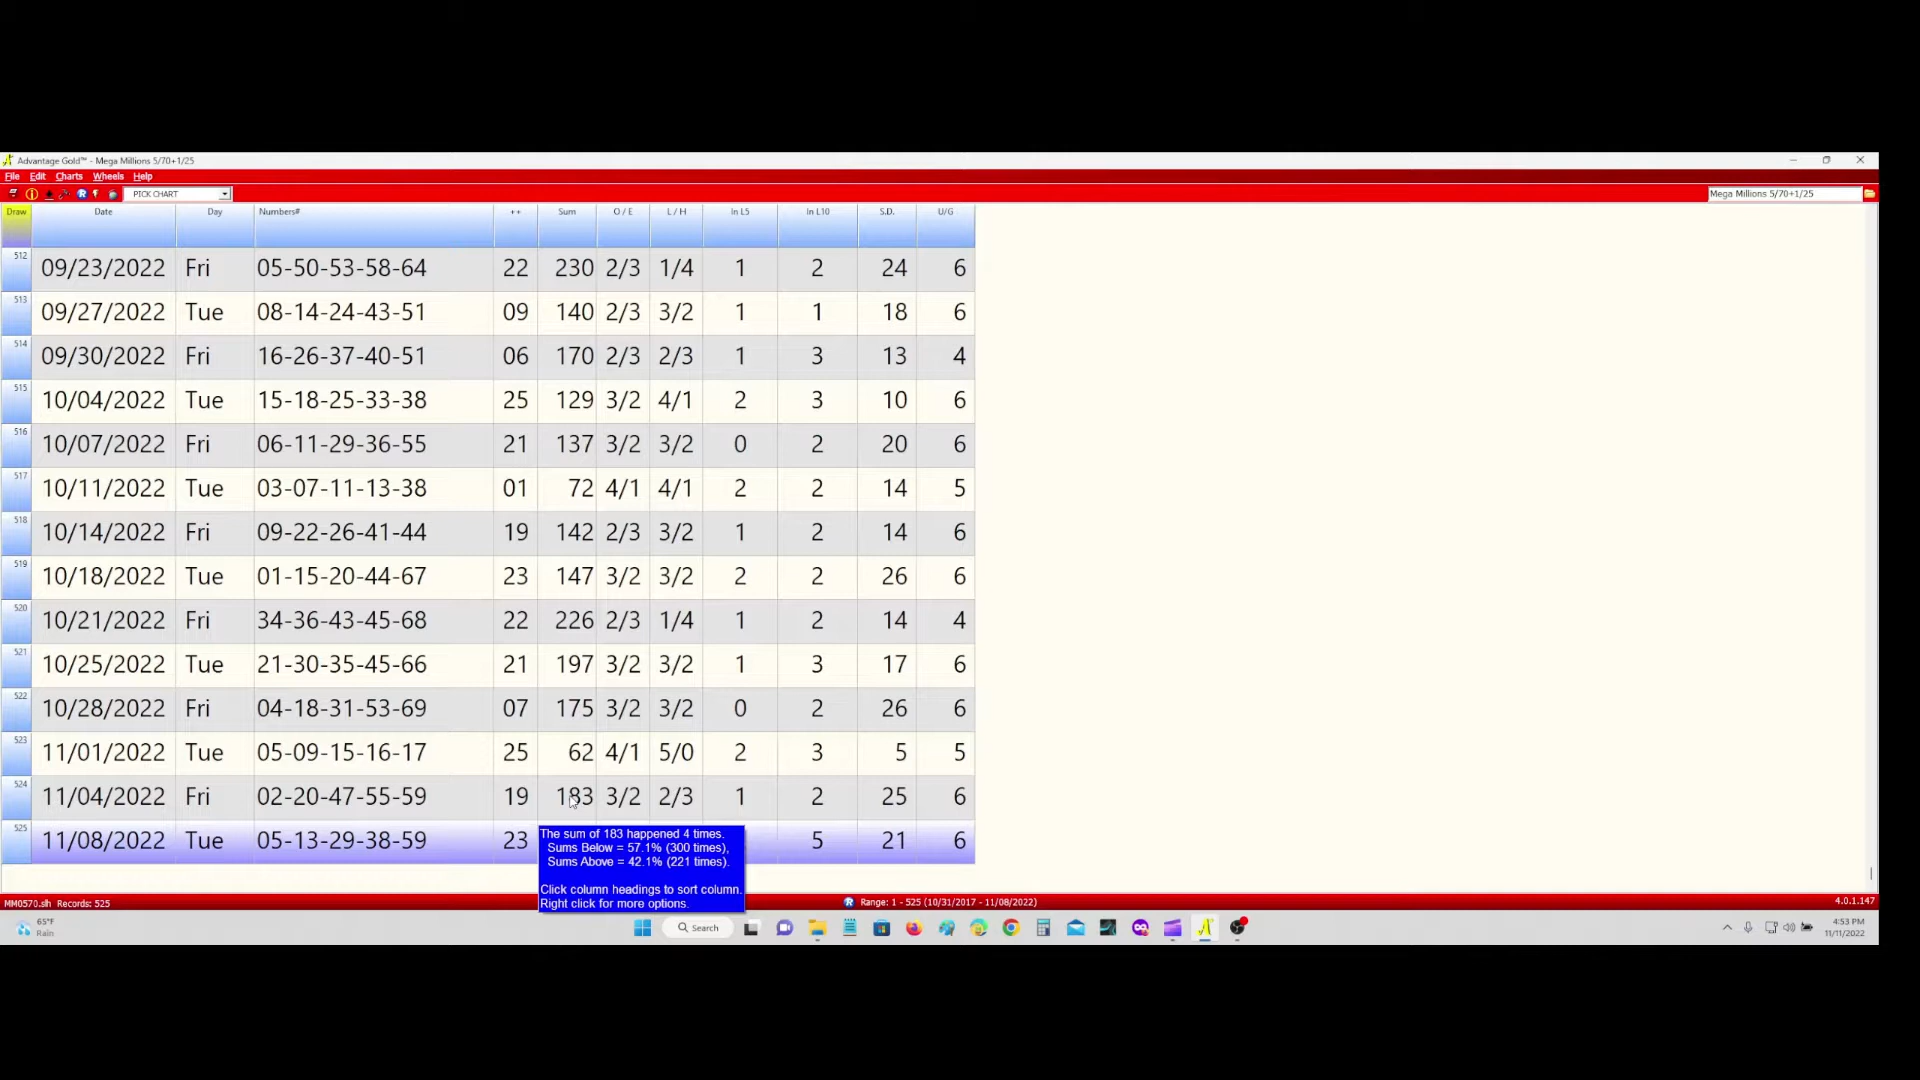 Advantage Gold™ - Mega Millions 5/70+1/25
File Edit Charts Wheels Help
PICK CHART Mega Millions 5/70+1/25
Draw Date Day Numbers# ++ Sum O / E L / H In L5 In L10 S.D. U/G
512 09/23/2022 Fri 05-50-53-58-64 22 230 2/3 1/4 1 2 24 6
513 09/27/2022 Tue 08-14-24-43-51 09 140 2/3 3/2 1 1 18 6
514 09/30/2022 Fri 16-26-37-40-51 06 170 2/3 2/3 1 3 13 4
515 10/04/2022 Tue 15-18-25-33-38 25 129 3/2 4/1 2 3 10 6
516 10/07/2022 Fri 06-11-29-36-55 21 137 3/2 3/2 0 2 20 6
517 10/11/2022 Tue 03-07-11-13-38 01 72 4/1 4/1 2 2 14 5
518 10/14/2022 Fri 09-22-26-41-44 19 142 2/3 3/2 1 2 14 6
519 10/18/2022 Tue 01-15-20-44-67 23 147 3/2 3/2 2 2 26 6
520 10/21/2022 Fri 34-36-43-45-68 22 226 2/3 1/4 1 2 14 4
521 10/25/2022 Tue 21-30-35-45-66 21 197 3/2 3/2 1 3 17 6
522 10/28/2022 Fri 04-18-31-53-69 07 175 3/2 3/2 0 2 26 6
523 11/01/2022 Tue 05-09-15-16-17 25 62 4/1 5/0 2 3 5 5
524 11/04/2022 Fri 02-20-47-55-59 19 183 3/2 2/3 1 2 25 6
525 11/08/2022 Tue 05-13-29-38-59 23 5 21 6
The sum of 183 happened 4 times.
Sums Below = 57.1% (300 times),
Sums Above = 42.1% (221 times).
Click column headings to sort column.
Right click for more options.
MM0570.slh Records: 525 R Range: 1 - 525 (10/31/2017 - 11/08/2022) 4.0.1.147
65°F
Rain
Search
4:53 PM
11/11/2022